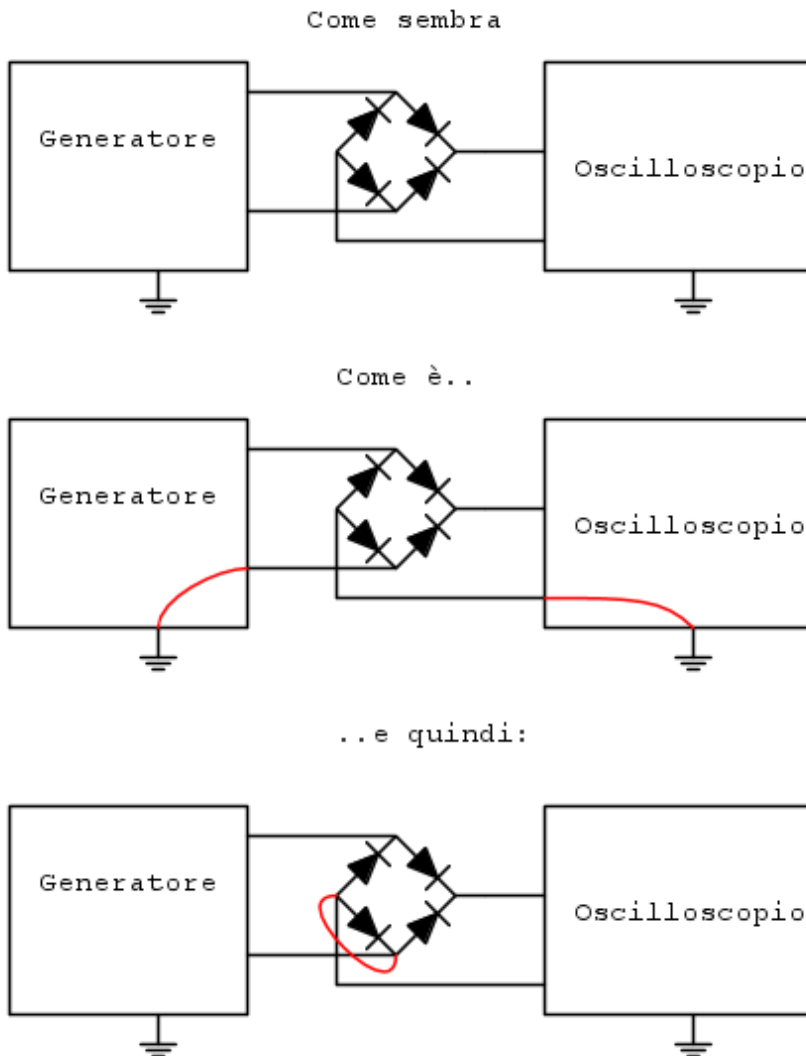 Come sembra
Generatore
Oscilloscopio
Come è..
Generatore
Oscilloscopio
..e quindi:
Generatore
Oscilloscopio